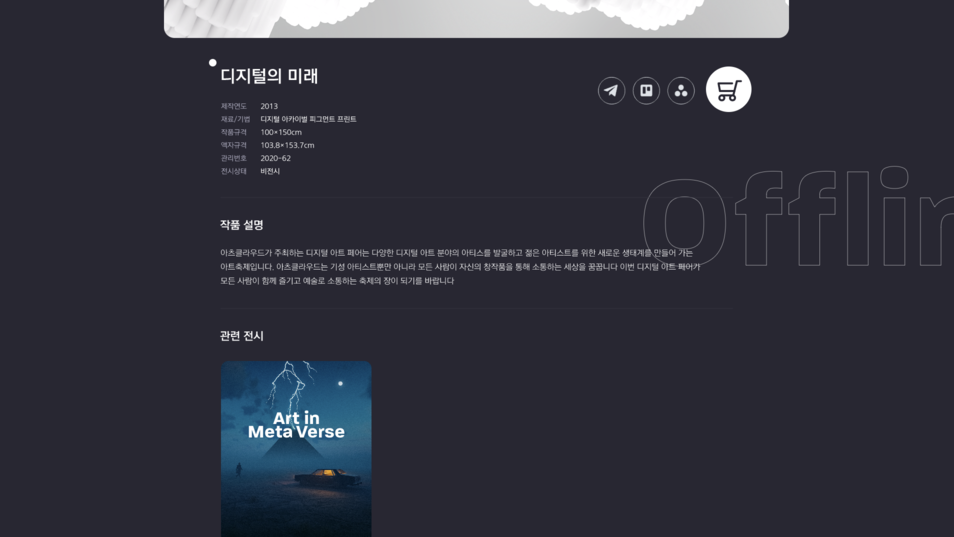 디지털의 미래
제작연도 2013
재료/기법 디지털 아카이벌 피그먼트 프린트
작품규격 100×150cm
액자규격 103.8×153.7cm
관리번호 2020-62
전시상태 비전시
Offlin
작품 설명
아츠클라우드가 주최하는 디지털 아트 페어는 다양한 디지털 아트 분야의 아티스를 발굴하고 젊은 아티스트를 위한 새로운 생태계를 만들어 가는
아트축제입니다. 아츠클라우드는 기성 아티스트뿐만 아니라 모든 사람이 자신의 창작품을 통해 소통하는 세상을 꿈꿉니다 이번 디지털 아트 페어가
모든 사람이 함께 즐기고 예술로 소통하는 축제의 장이 되기를 바랍니다
관련 전시
Art in
Meta Verse